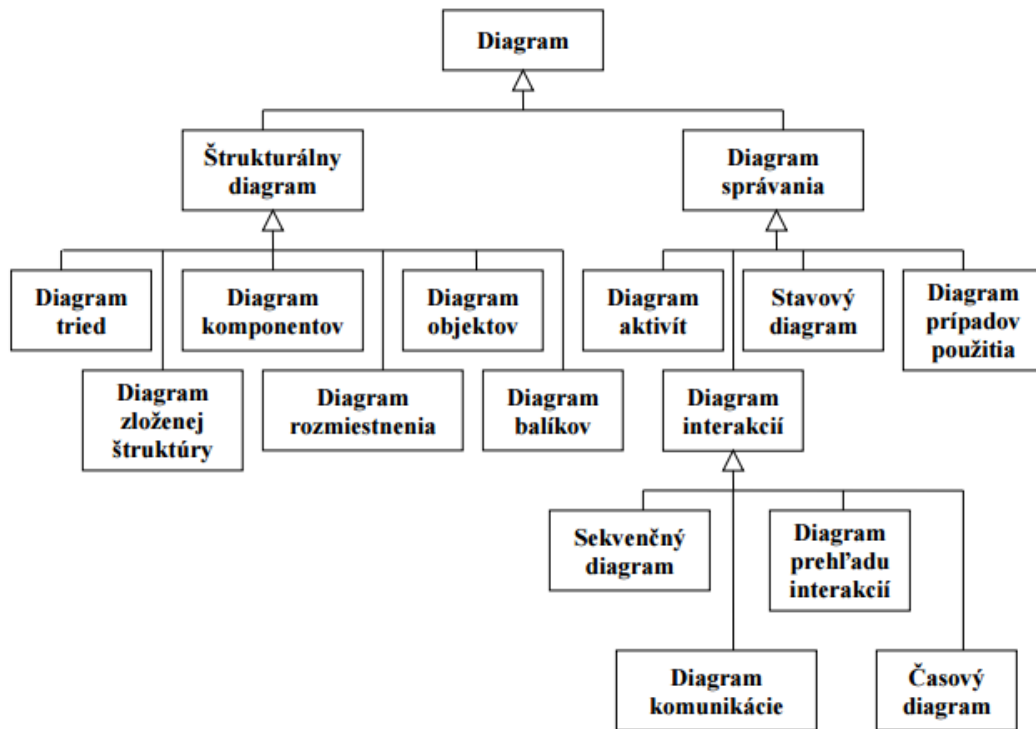 Diagram
Štrukturálny
diagram
Diagram
správania
Diagram
tried
Diagram
komponentov
Diagram
objektov
Diagram
aktivít
Stavový
diagram
Diagram
prípadov
použitia
Diagram
zloženej
štruktúry
Diagram
rozmiestnenia
Diagram
balíkov
Diagram
interakcií
Sekvenčný
diagram
Diagram
prehľadu
interakcií
Diagram
komunikácie
Časový
diagram